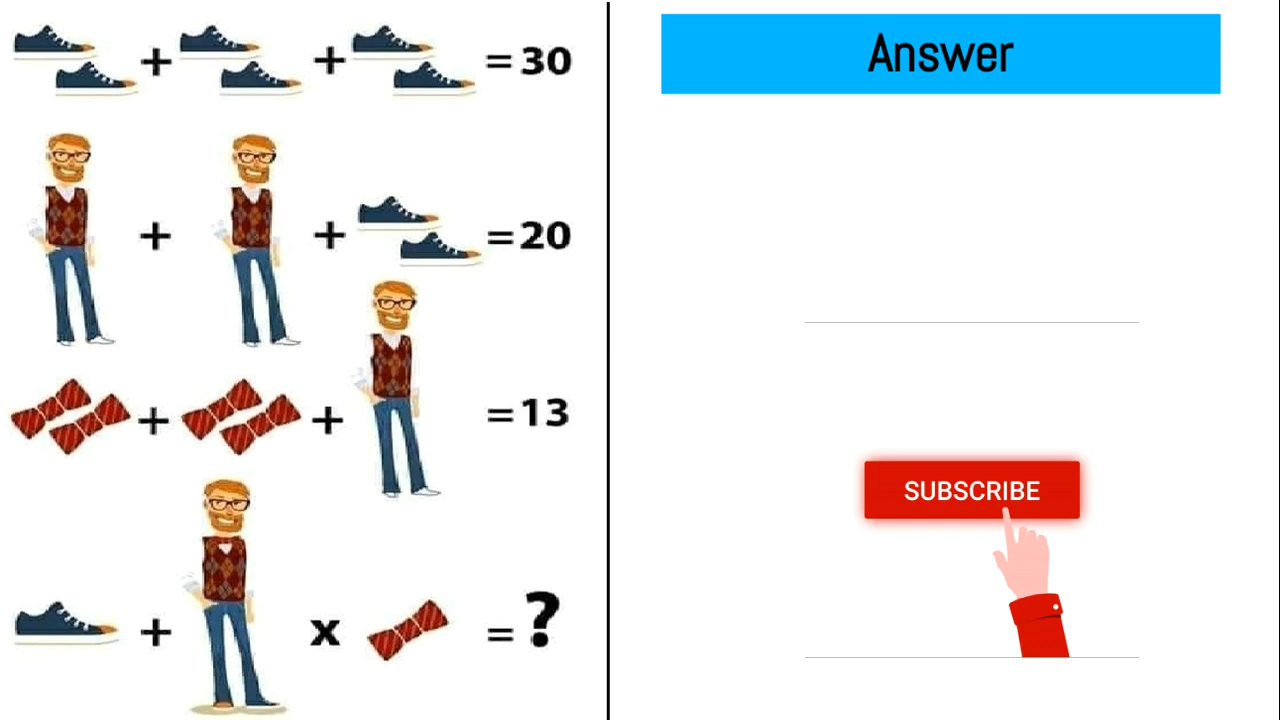 + + = 30
+ + = 20
+ + = 13
+ x = ?
Answer
SUBSCRIBE